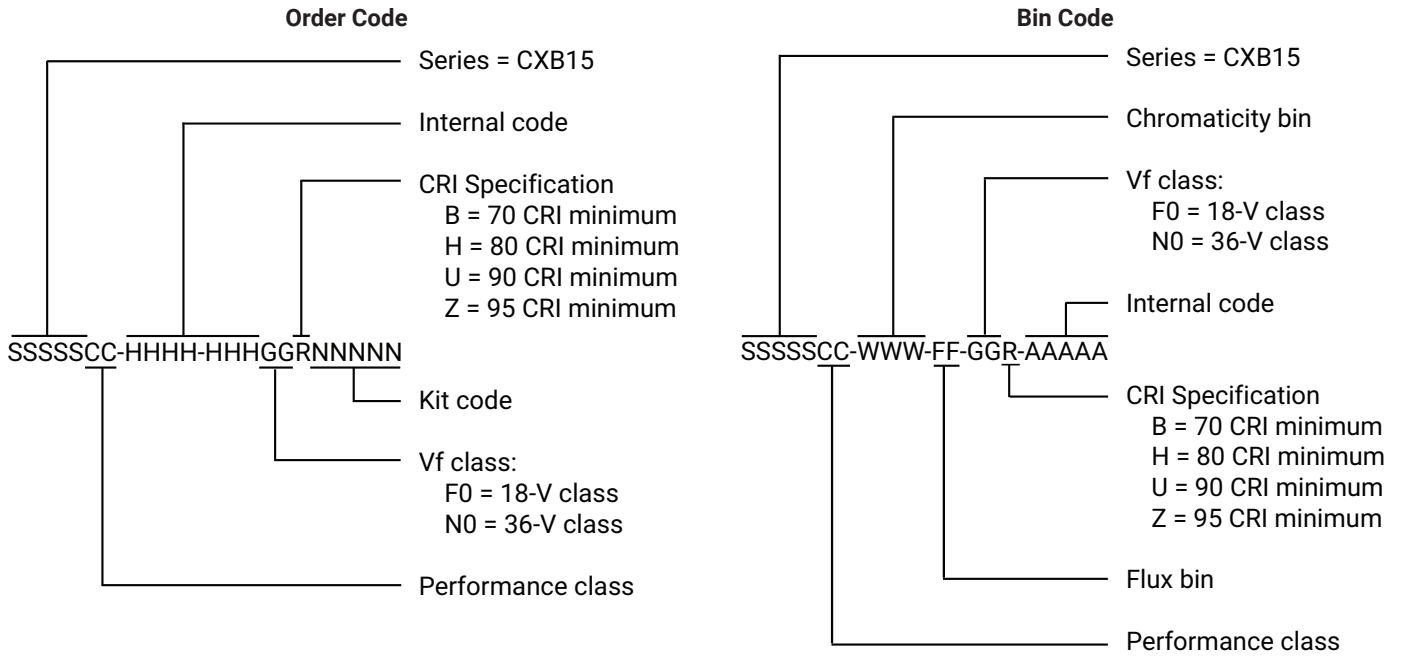 Order Code
Series = CXB15
Internal code
CRI Specification
B = 70 CRI minimum
H = 80 CRI minimum
U = 90 CRI minimum
Z = 95 CRI minimum
SSSSSCC-HHHH-HHHGGRNNNNN
Kit code
Vf class:
F0 = 18-V class
N0 = 36-V class
Performance class
Bin Code
Series = CXB15
Chromaticity bin
Vf class:
F0 = 18-V class
N0 = 36-V class
Internal code
SSSSSCC-WWW-FF-GGR-AAAAA
CRI Specification
B = 70 CRI minimum
H = 80 CRI minimum
U = 90 CRI minimum
Z = 95 CRI minimum
Flux bin
Performance class